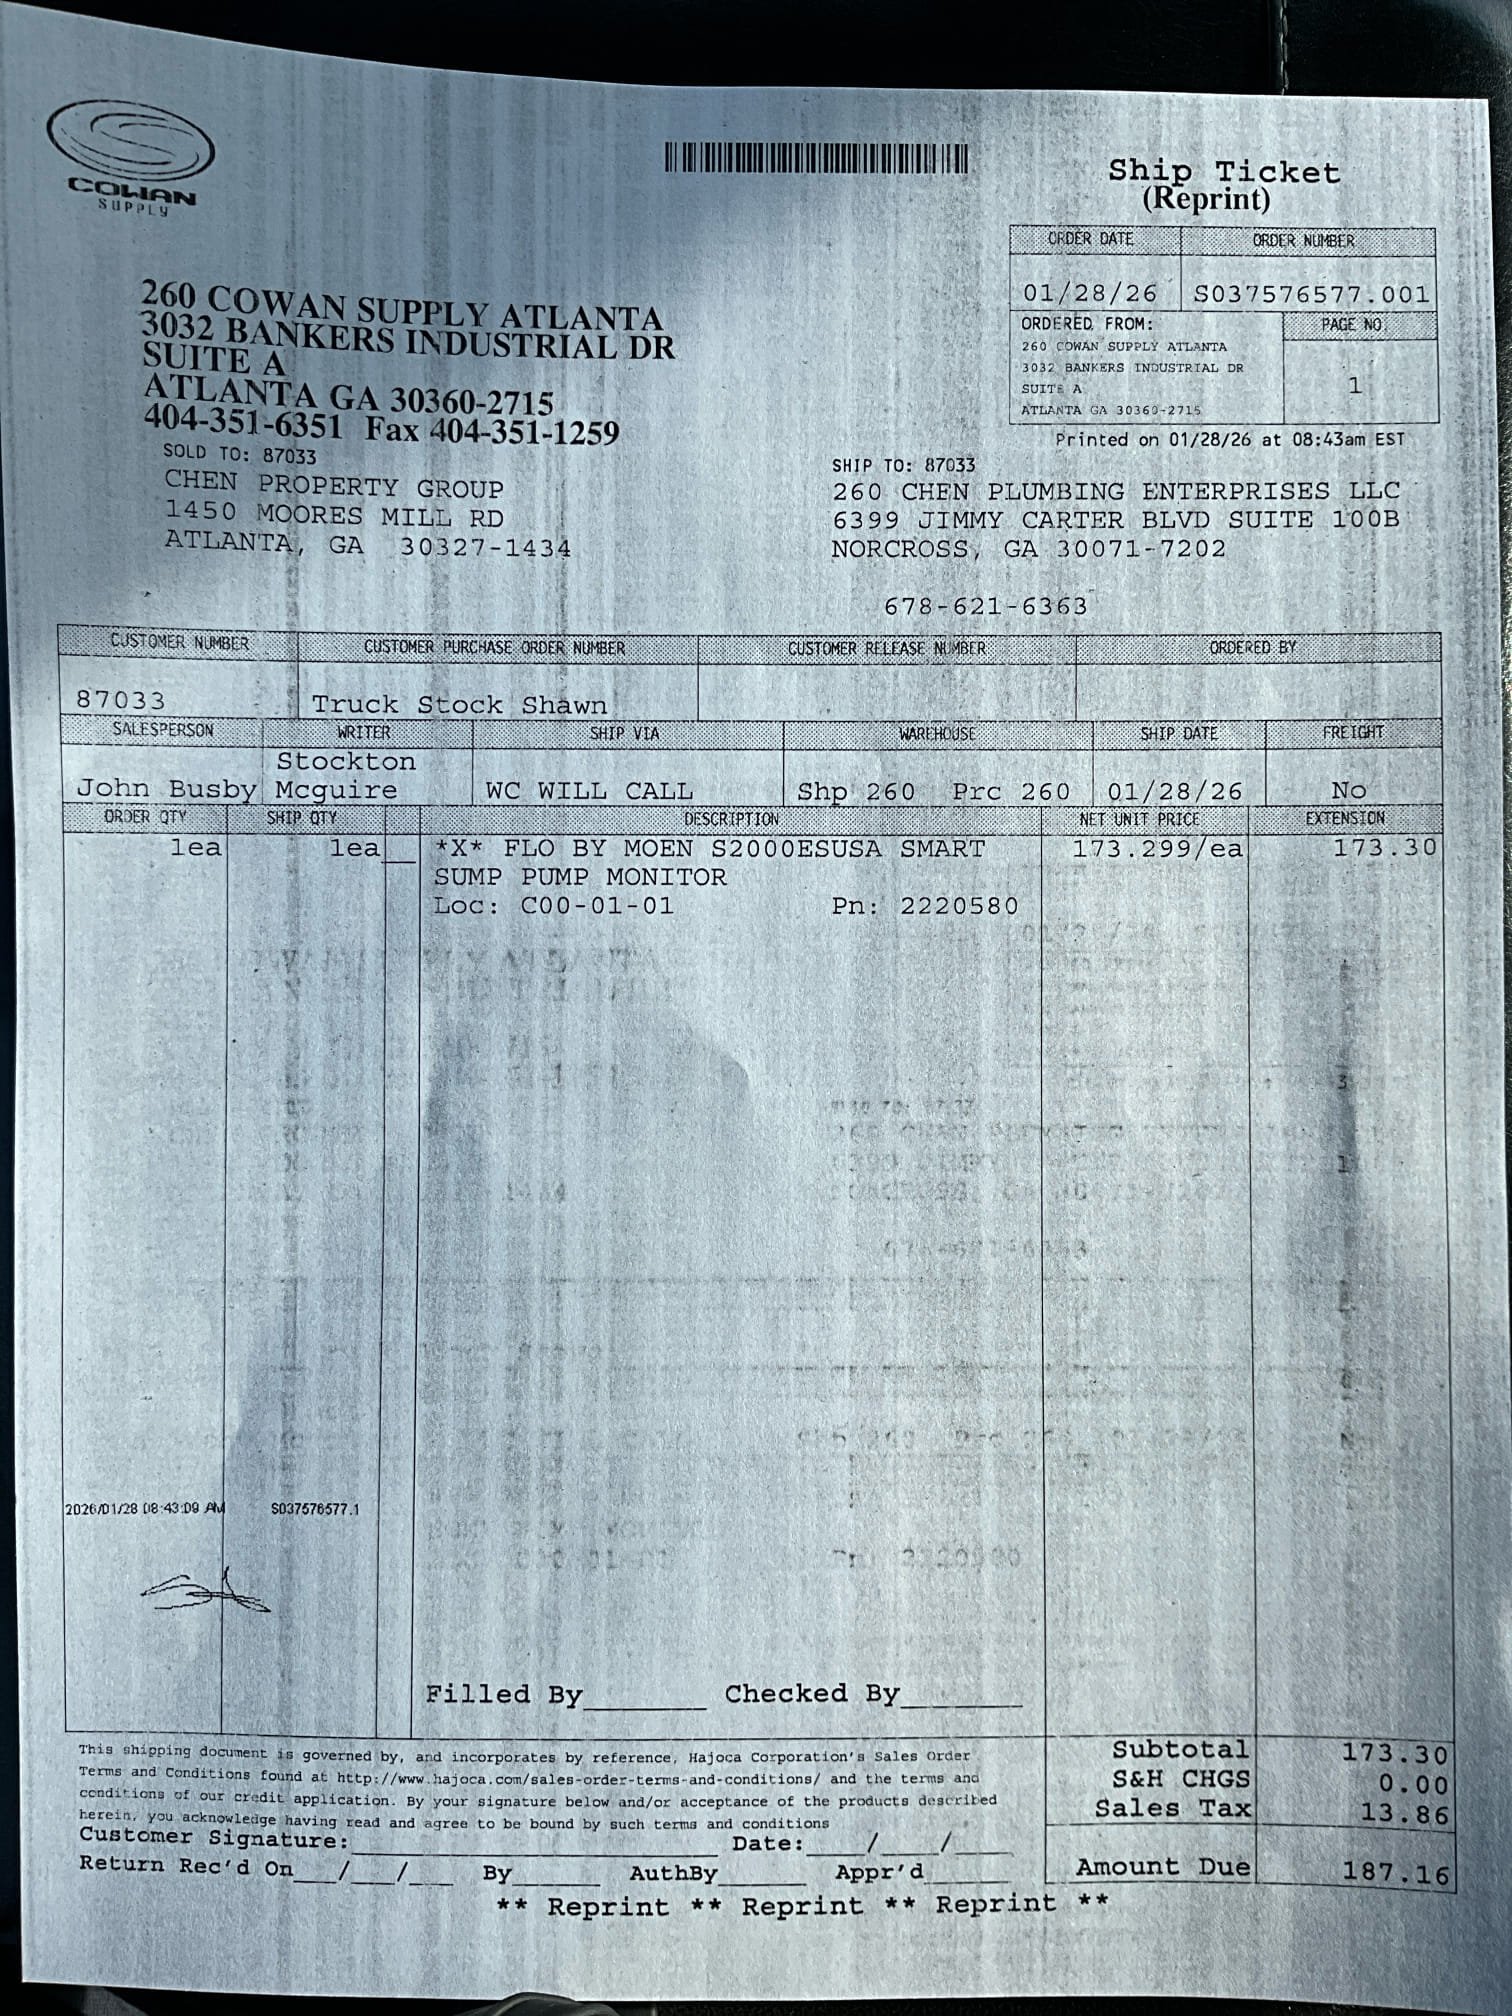 COWAN
SUPPLY
Ship Ticket
(Reprint)
ORDER DATE ORDER NUMBER
01/28/26 S037576577.001
ORDERED FROM: PAGE NO.
260 COWAN SUPPLY ATLANTA
3032 BANKERS INDUSTRIAL DR
SUITE A
ATLANTA GA 30360-2715
1
Printed on 01/28/26 at 08:43am EST
260 COWAN SUPPLY ATLANTA
3032 BANKERS INDUSTRIAL DR
SUITE A
ATLANTA GA 30360-2715
404-351-6351 Fax 404-351-1259
SOLD TO: 87033
CHEN PROPERTY GROUP
1450 MOORES MILL RD
ATLANTA, GA 30327-1434
SHIP TO: 87033
260 CHEN PLUMBING ENTERPRISES LLC
6399 JIMMY CARTER BLVD SUITE 100B
NORCROSS, GA 30071-7202
678-621-6363
CUSTOMER NUMBER CUSTOMER PURCHASE ORDER NUMBER CUSTOMER RELEASE NUMBER ORDERED BY
87033 Truck Stock Shawn
SALESPERSON WRITER SHIP VIA WAREHOUSE SHIP DATE FREIGHT
Stockton
John Busby Mcguire WC WILL CALL Shp 260 Prc 260 01/28/26 No
ORDER QTY SHIP QTY DESCRIPTION NET UNIT PRICE EXTENSION
1ea 1ea__ *X* FLO BY MOEN S2000ESUSA SMART 173.299/ea 173.30
SUMP PUMP MONITOR
Loc: C00-01-01 Pn: 2220580
2026/01/28 08:43:09 AM S037576577.1
Filled By________ Checked By________
This shipping document is governed by, and incorporates by reference, Hajoca Corporation's Sales Order
Terms and Conditions found at http://www.hajoca.com/sales-order-terms-and-conditions/ and the terms and
conditions of our credit application. By your signature below and/or acceptance of the products described
herein, you acknowledge having read and agree to be bound by such terms and conditions
Customer Signature:________________________ Date:____/____/____
Return Rec'd On___/___/___ By______ AuthBy______ Appr'd______
Subtotal 173.30
S&H CHGS 0.00
Sales Tax 13.86
Amount Due 187.16
** Reprint ** Reprint ** Reprint **